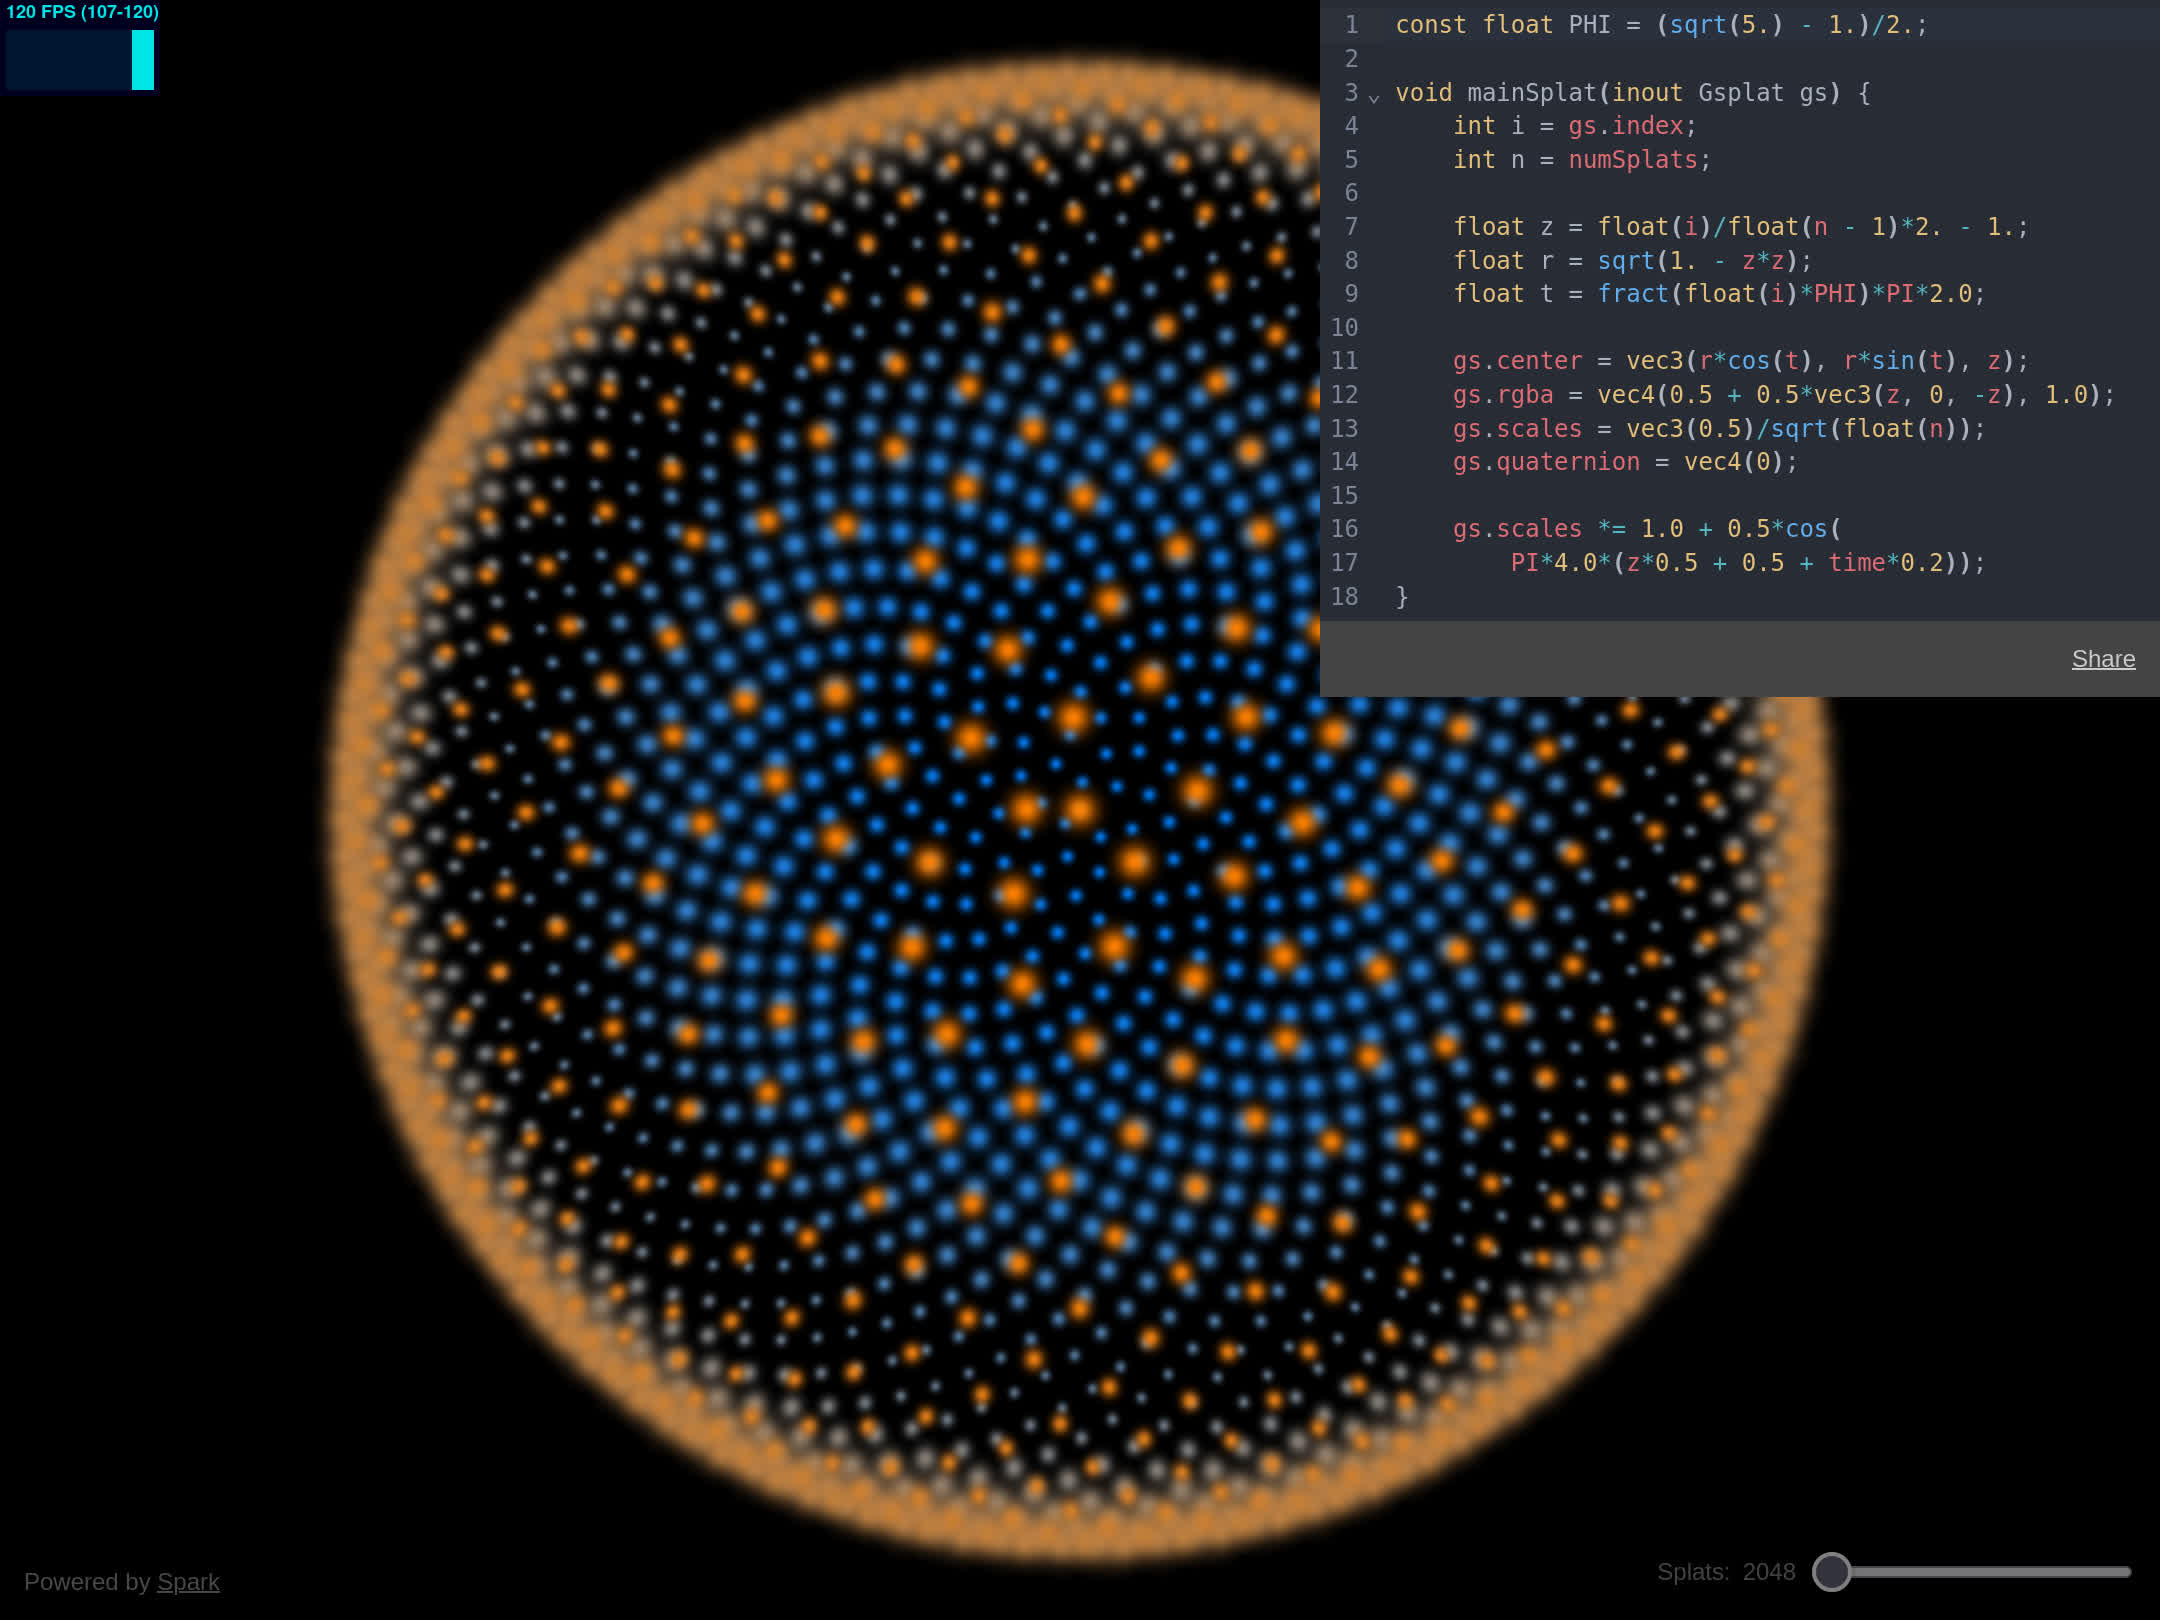 120 FPS (107-120)
1 const float PHI = (sqrt(5.) - 1.)/2.;
2
3 void mainSplat(inout Gsplat gs) {
4     int i = gs.index;
5     int n = numSplats;
6
7     float z = float(i)/float(n - 1)*2. - 1.;
8     float r = sqrt(1. - z*z);
9     float t = fract(float(i)*PHI)*PI*2.0;
10
11     gs.center = vec3(r*cos(t), r*sin(t), z);
12     gs.rgba = vec4(0.5 + 0.5*vec3(z, 0, -z), 1.0);
13     gs.scales = vec3(0.5)/sqrt(float(n));
14     gs.quaternion = vec4(0);
15
16     gs.scales *= 1.0 + 0.5*cos(
17         PI*4.0*(z*0.5 + 0.5 + time*0.2));
18 }
Share
Powered by Spark
Splats: 2048